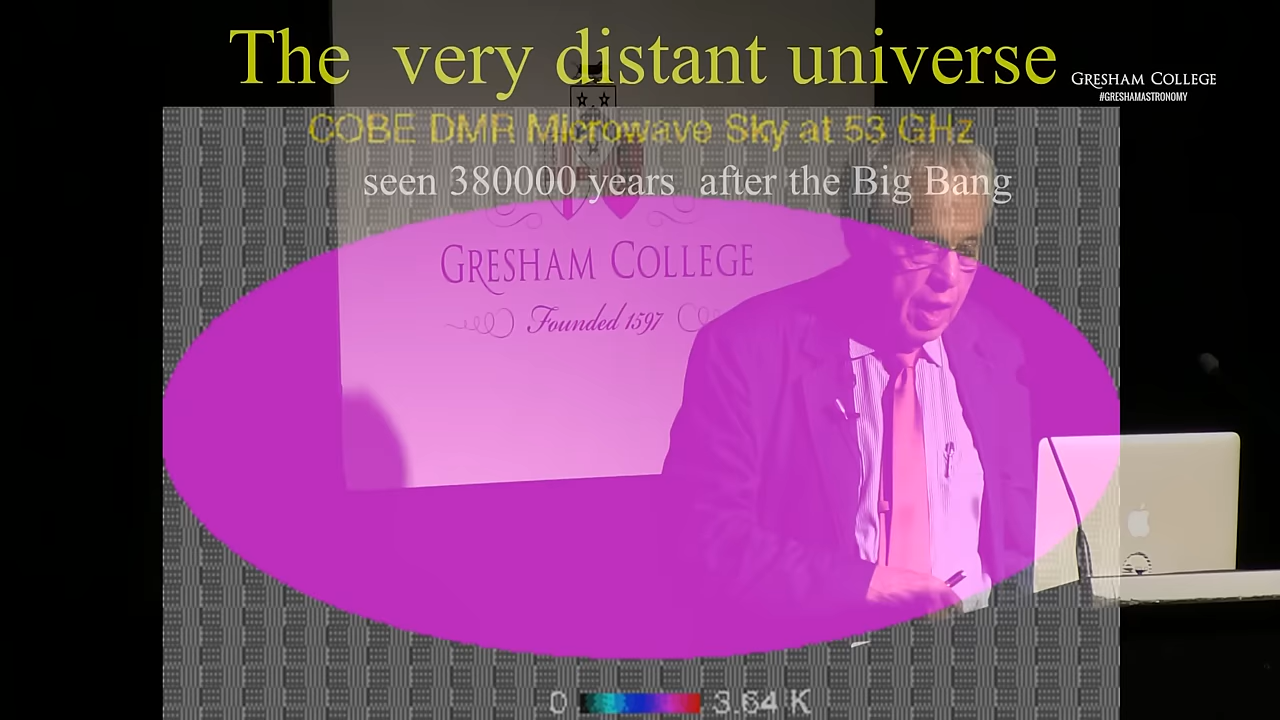 The very distant universe
GRESHAM COLLEGE
#GRESHAMASTRONOMY
COBE DMR Microwave Sky at 53 GHz
seen 380000 years after the Big Bang
GRESHAM COLLEGE
Founded 1597
0 3.64 K